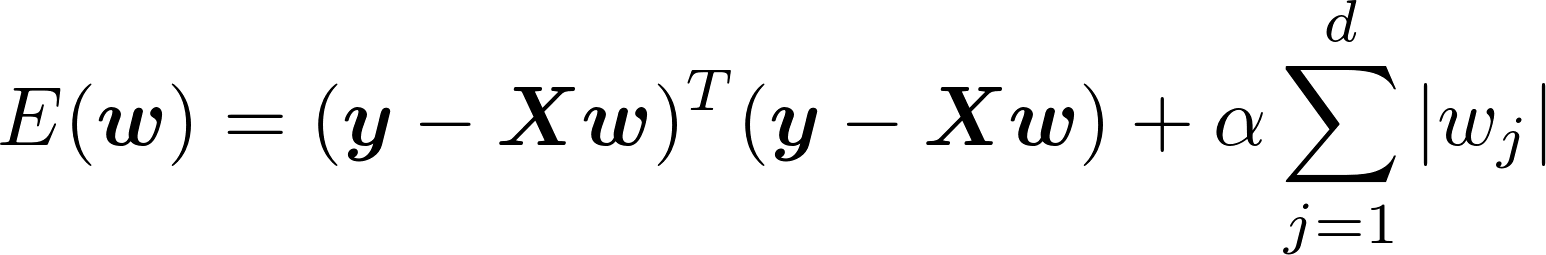 E(w) = (y − Xw)^T (y − Xw) + α ∑_{j=1}^{d} |w_j|